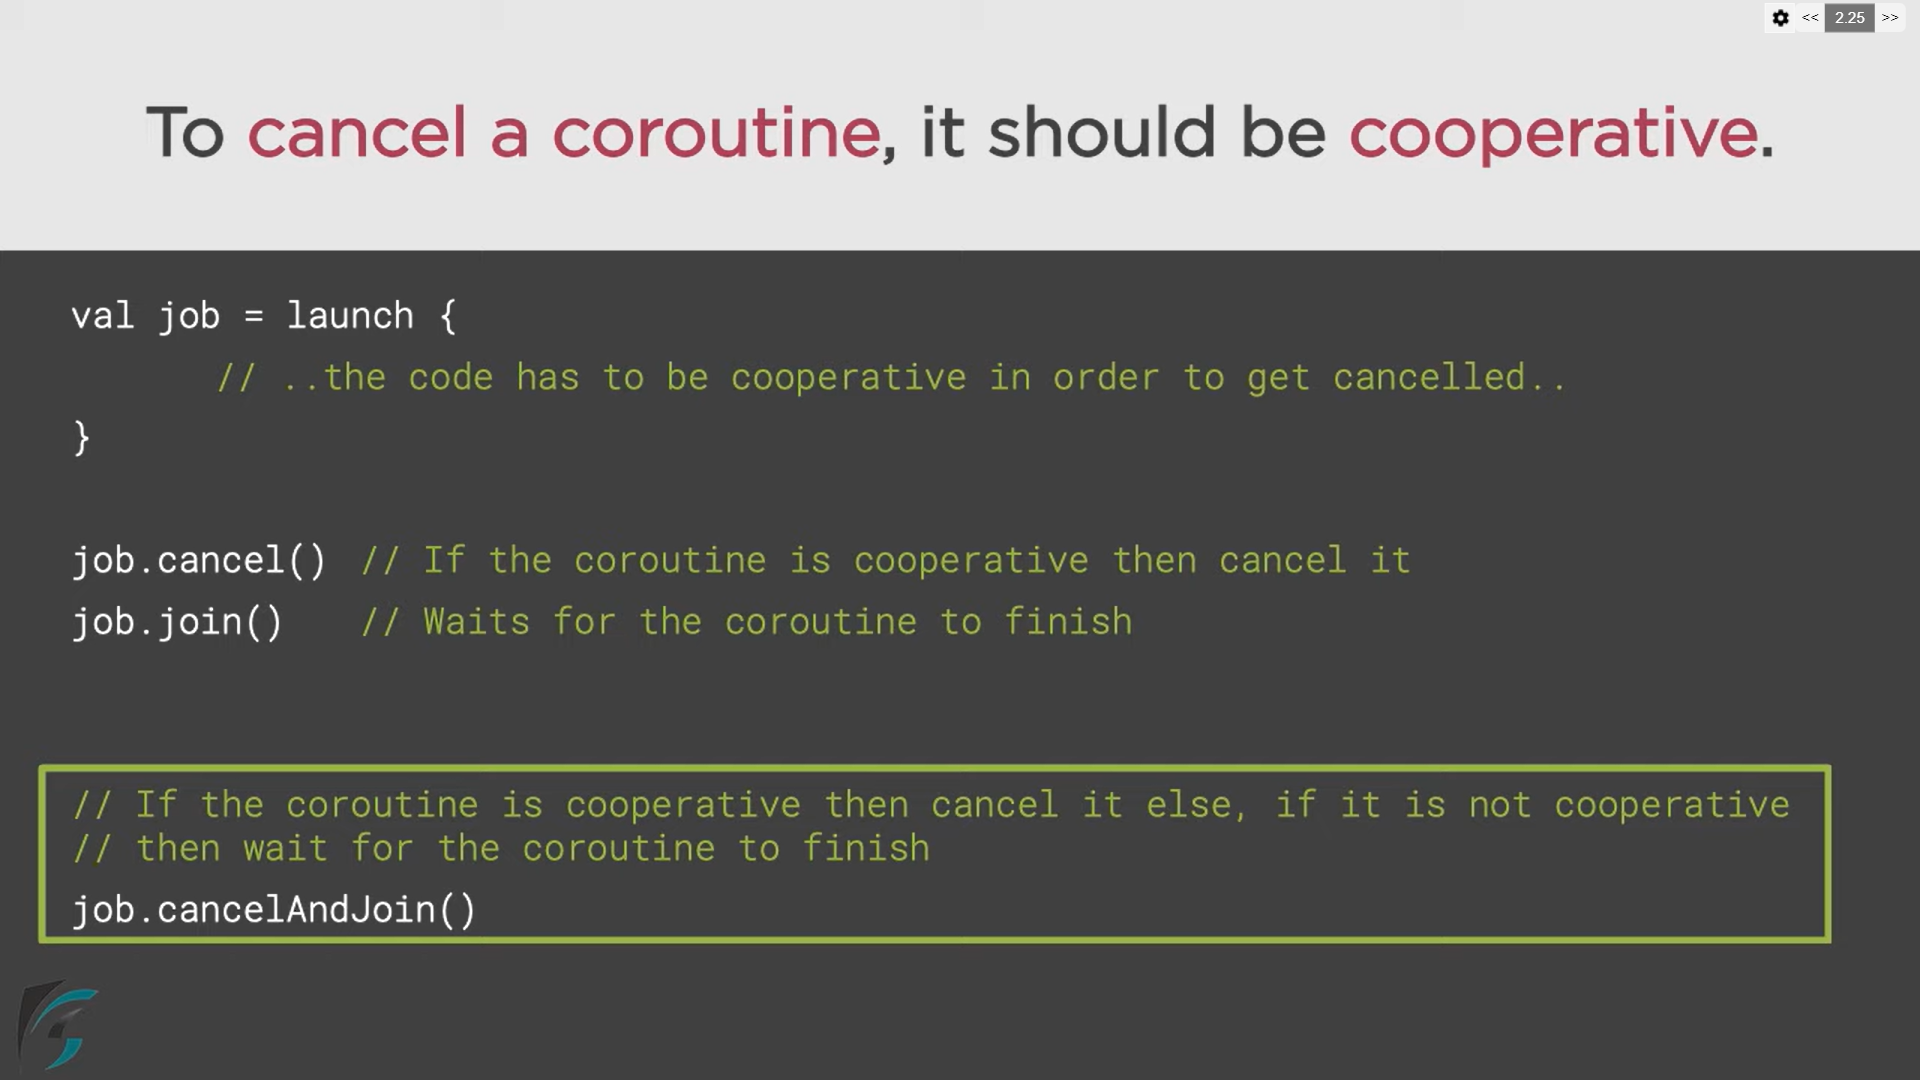 << 2.25 >>
To cancel a coroutine, it should be cooperative.
val job = launch {
// ..the code has to be cooperative in order to get cancelled..
}
job.cancel() // If the coroutine is cooperative then cancel it
job.join() // Waits for the coroutine to finish
// If the coroutine is cooperative then cancel it else, if it is not cooperative
// then wait for the coroutine to finish
job.cancelAndJoin()